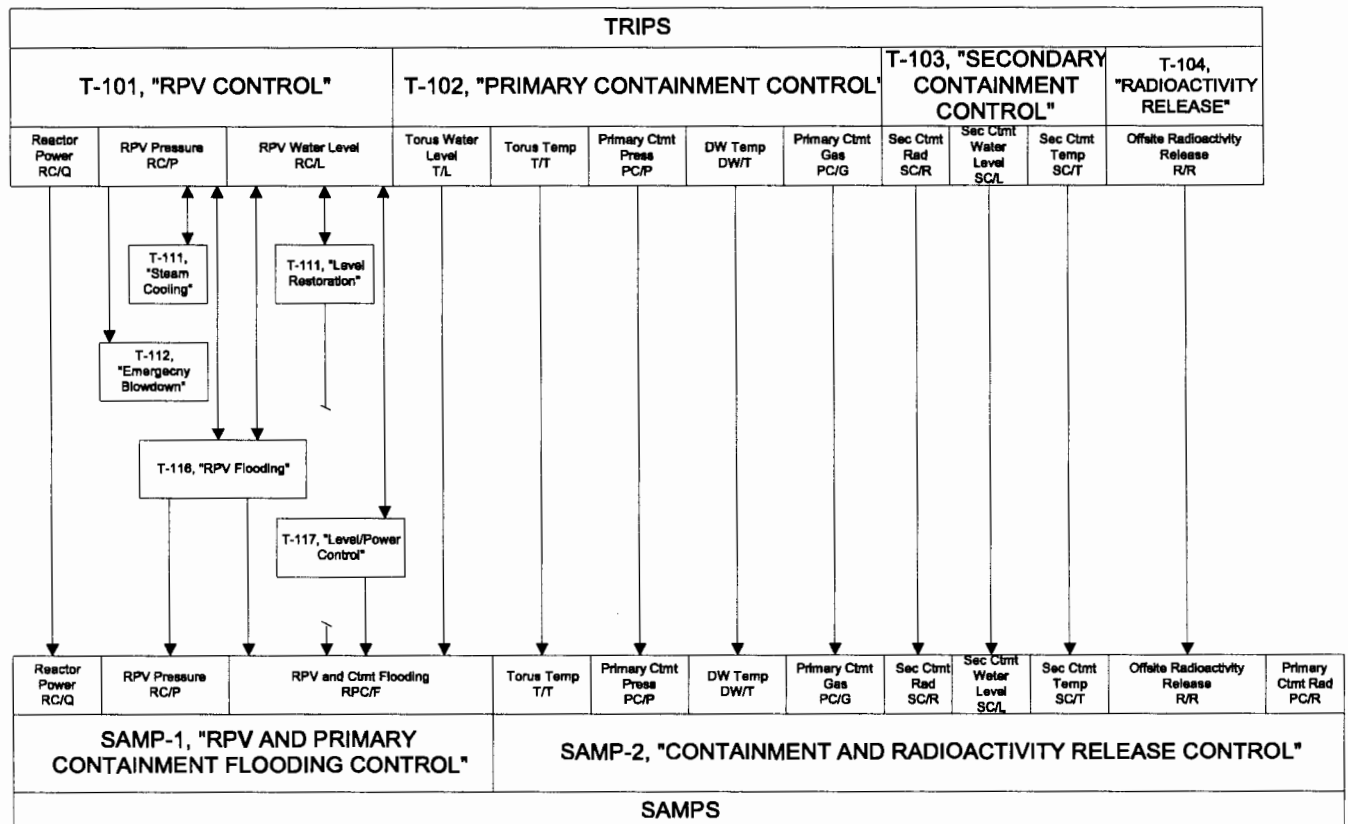 TRIPS
T-101, "RPV CONTROL"
T-102, "PRIMARY CONTAINMENT CONTROL"
T-103, "SECONDARY
CONTAINMENT
CONTROL"
T-104,
"RADIOACTIVITY
RELEASE"
Reactor
Power
RC/Q
RPV Pressure
RC/P
RPV Water Level
RC/L
Torus Water
Level
T/L
Torus Temp
T/T
Primary Ctmt
Press
PC/P
DW Temp
DW/T
Primary Ctmt
Gas
PC/G
Sec Ctmt
Rad
SC/R
Sec Ctmt
Water
Level
SC/L
Sec Ctmt
Temp
SC/T
Offsite Radioactivity
Release
R/R
T-111,
"Steam
Cooling"
T-111, "Level
Restoration"
T-112,
"Emergecny
Blowdown"
T-116, "RPV Flooding"
T-117, "Level/Power
Control"
Reactor
Power
RC/Q
RPV Pressure
RC/P
RPV and Ctmt Flooding
RPC/F
Torus Temp
T/T
Primary Ctmt
Press
PC/P
DW Temp
DW/T
Primary Ctmt
Gas
PC/G
Sec Ctmt
Rad
SC/R
Sec Ctmt
Water
Level
SC/L
Sec Ctmt
Temp
SC/T
Offsite Radioactivity
Release
R/R
Primary
Ctmt Rad
PC/R
SAMP-1, "RPV AND PRIMARY
CONTAINMENT FLOODING CONTROL"
SAMP-2, "CONTAINMENT AND RADIOACTIVITY RELEASE CONTROL"
SAMPS